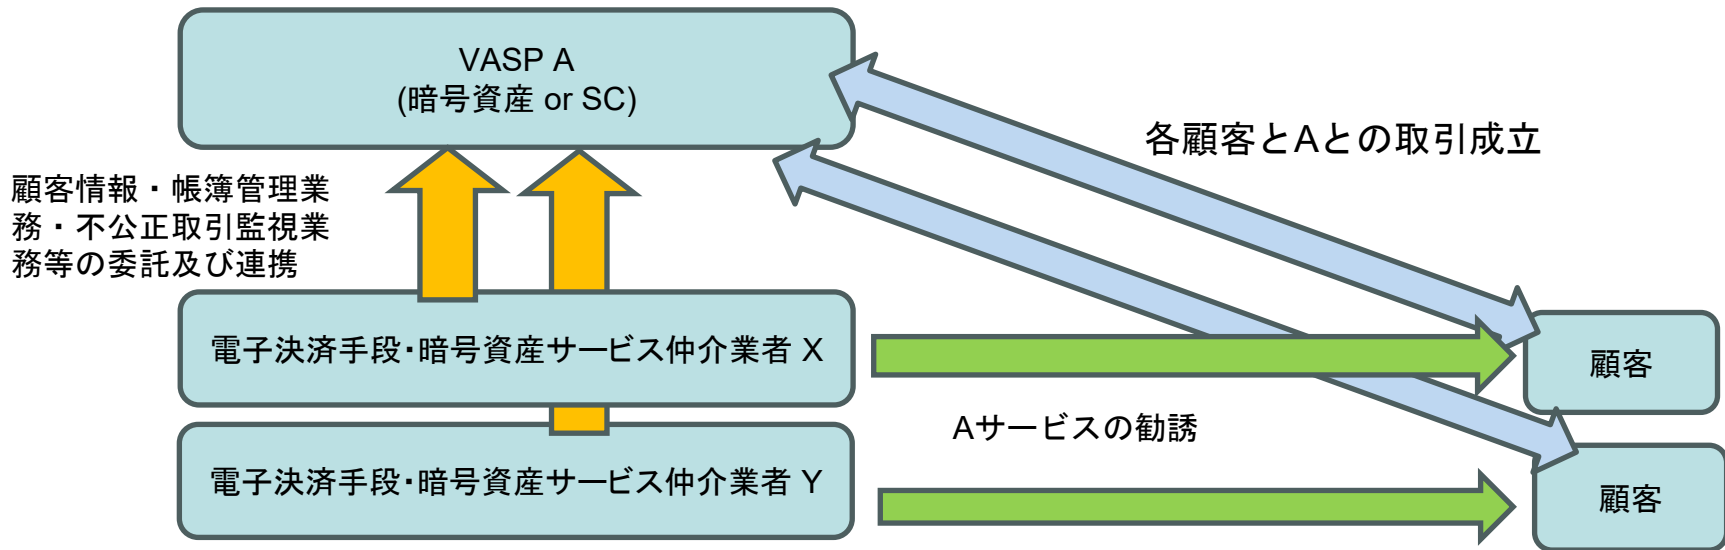 VASP A
(暗号資産 or SC)
各顧客とAとの取引成立
顧客情報・帳簿管理業
務・不公正取引監視業
務等の委託及び連携
電子決済手段・暗号資産サービス仲介業者 X
顧客
Aサービスの勧誘
電子決済手段・暗号資産サービス仲介業者 Y
顧客